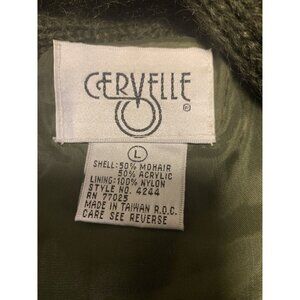 CERVELLE
®
L
SHELL: 50% MOHAIR
50% ACRYLIC
LINING: 100% NYLON
STYLE NO. 4244
RN 77025
MADE IN TAIWAN R.O.C.
CARE SEE REVERSE